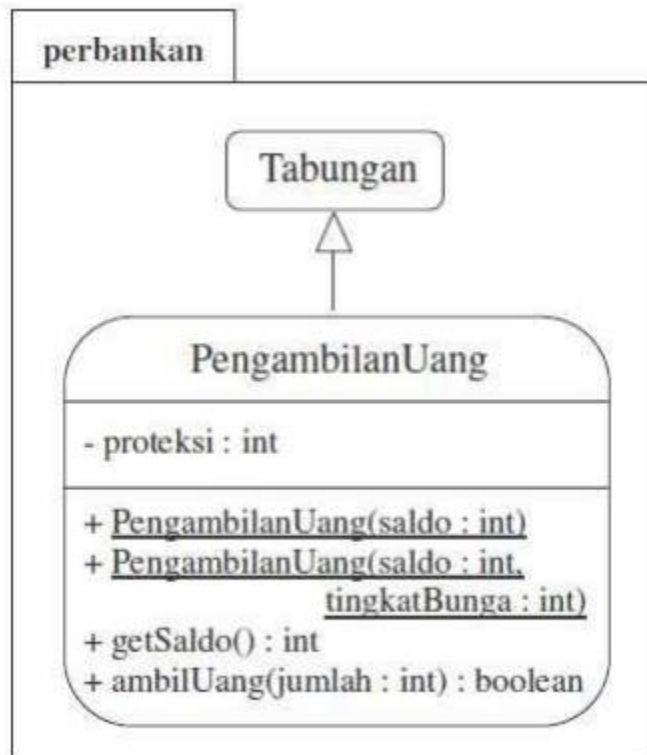 perbankan
Tabungan
PengambilanUang
- proteksi : int
+ PengambilanUang(saldo : int)
+ PengambilanUang(saldo : int,
tingkatBunga : int)
+ getSaldo() : int
+ ambilUang(jumlah : int) : boolean